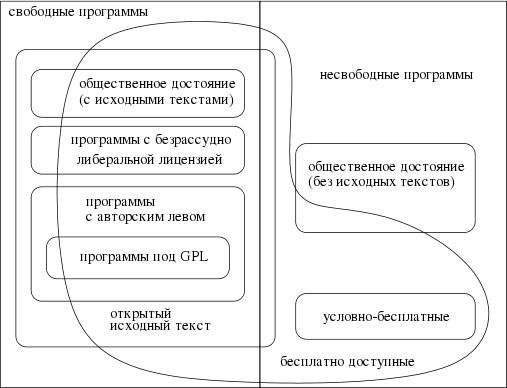 свободные программы
несвободные программы
общественное достояние
(с исходными текстами)
программы с безрассудно
либеральной лицензией
общественное достояние
(без исходных текстов)
программы
с авторским левом
программы под GPL
открытый
исходный текст
условно-бесплатные
бесплатно доступные